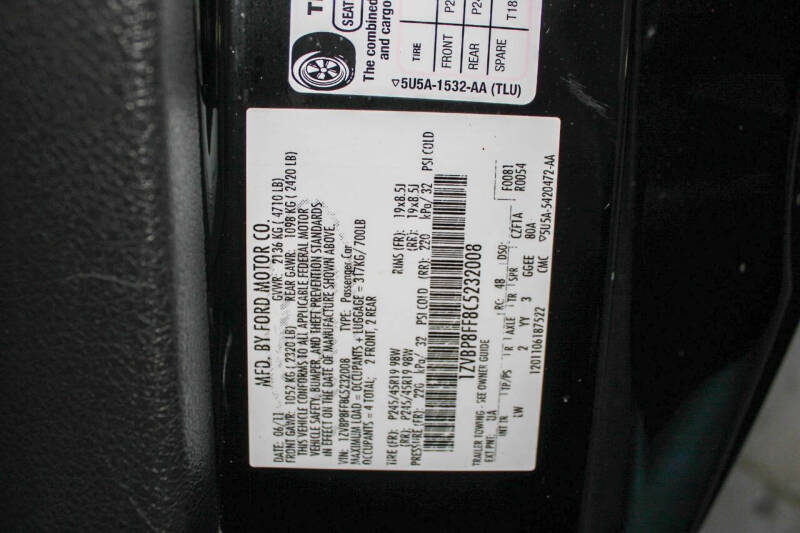 SEAT
The combined
and cargo
TIRE
FRONT P2
REAR P24
SPARE T18
▽5U5A-1532-AA (TLU)
MFD. BY FORD MOTOR CO.
DATE: 06/11 GVWR: 2136 KG ( 4710 LB)
FRONT GAWR: 1052 KG ( 2320 LB) REAR GAWR: 1098 KG ( 2420 LB)
THIS VEHICLE CONFORMS TO ALL APPLICABLE FEDERAL MOTOR
VEHICLE SAFETY, BUMPER, AND THEFT PREVENTION STANDARDS
IN EFFECT ON THE DATE OF MANUFACTURE SHOWN ABOVE.
VIN: 1ZVBP8FF8C5232008 TYPE: Passenger Car
MAXIMUM LOAD = OCCUPANTS + LUGGAGE = 317KG/ 700LB
OCCUPANTS = 4 TOTAL: 2 FRONT, 2 REAR
TIRE (FR): P245/45R19 98W RIMS (FR): 19x8.5J
(RR): P245/45R19 98W (RR): 19x8.5J
PRESSURE (FR): 220 kPa/ 32 PSI COLD (RR): 220 kPa/ 32 PSI COLD
1ZVBP8FF8C5232008
TRAILER TOWING - SEE OWNER GUIDE
EXT PNT: UA RC: 48 DSO: F0081
INT TR TP/PS R AXLE TR SPR CZF1A R0054
LW 2 YY 3 GGEE 80A
1201106187522 CMC ▽5U5A-5420472-AA